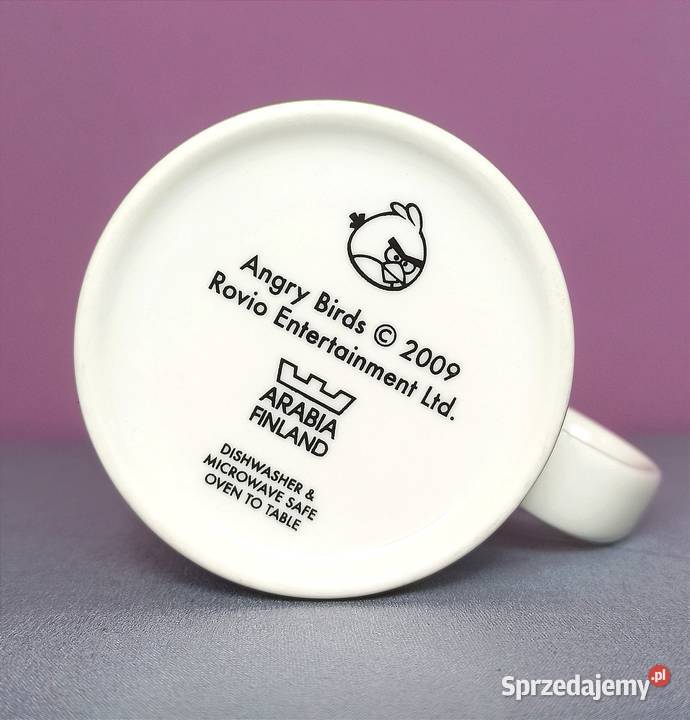 Angry Birds © 2009
Rovio Entertainment Ltd.
ARABIA
FINLAND
DISHWASHER &
MICROWAVE SAFE
OVEN TO TABLE
Sprzedajemy.pl